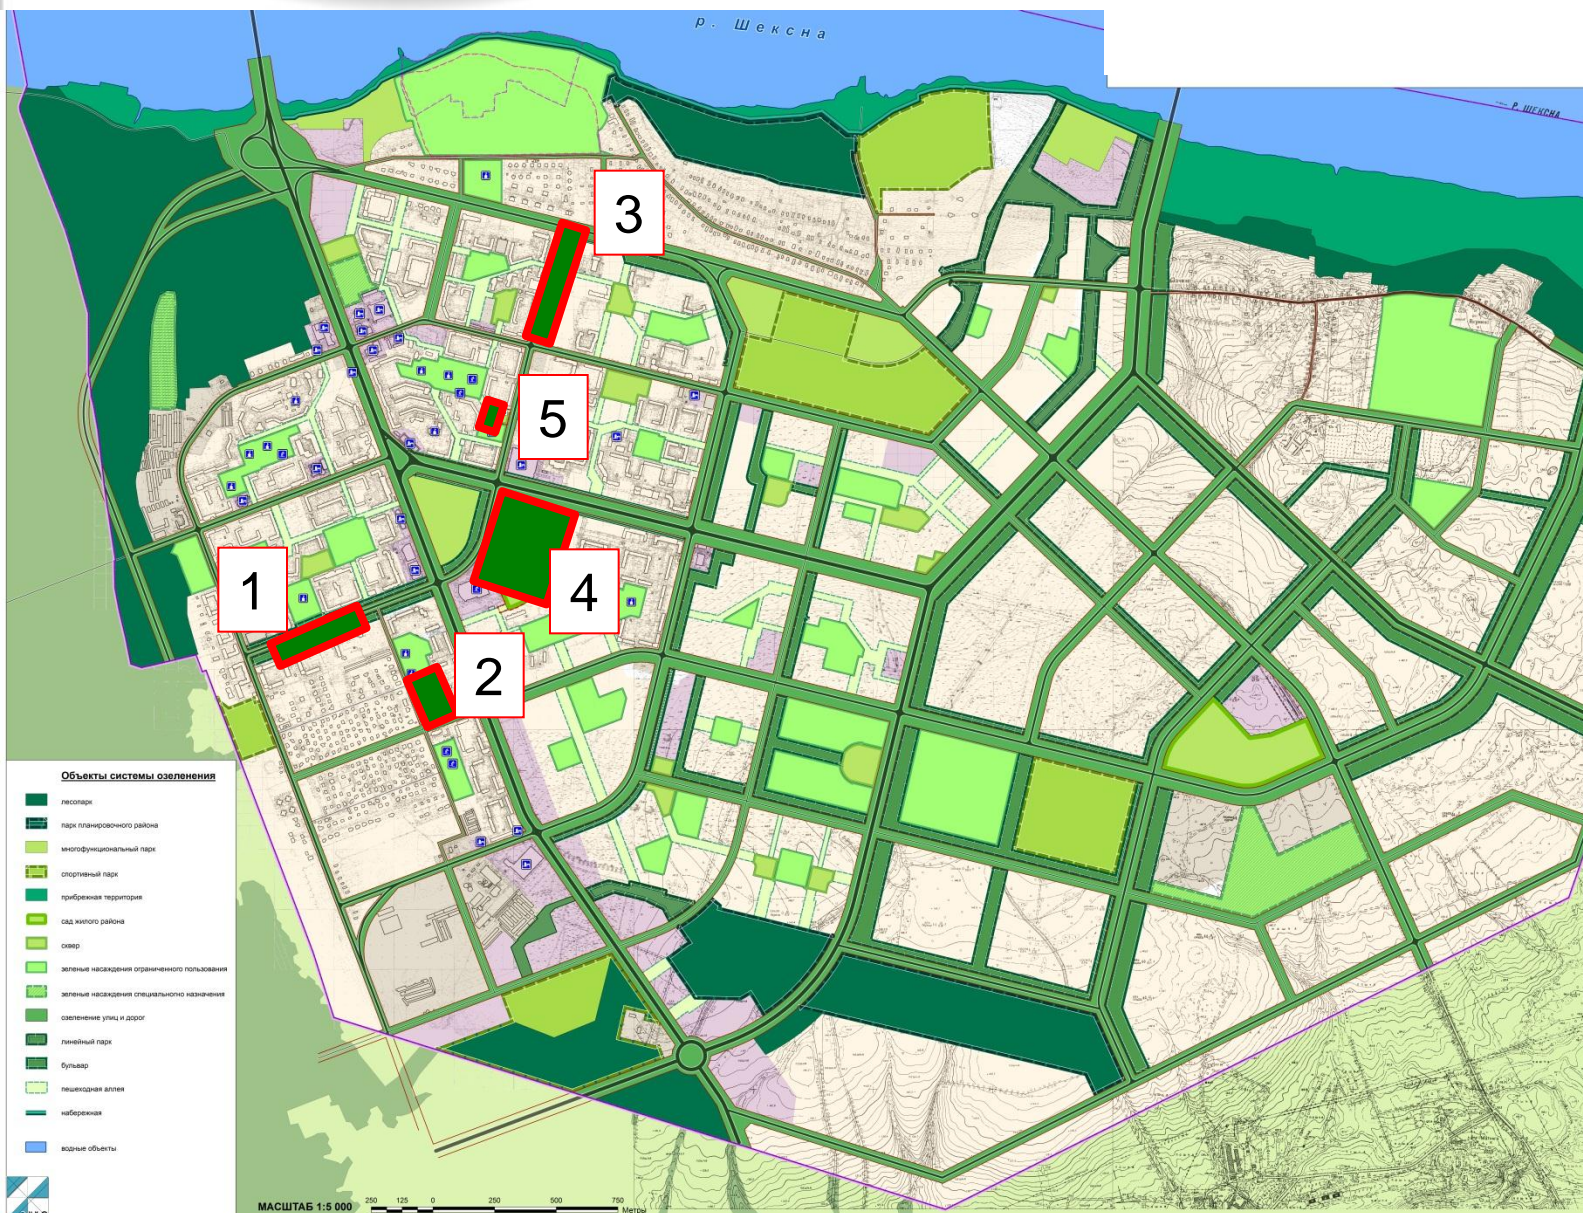 р. Шексна
р. ШЕКСНА
3
5
1
4
2
Объекты системы озеленения
лесопарк
парк планировочного района
многофункциональный парк
спортивный парк
прибрежная территория
сад жилого района
сквер
зеленые насаждения ограниченного пользования
зеленые насаждения специального назначения
озеленение улиц и дорог
линейный парк
бульвар
пешеходная аллея
набережная
водные объекты
МАСШТАБ 1:5 000
250 125 0 250 500 750
Метры